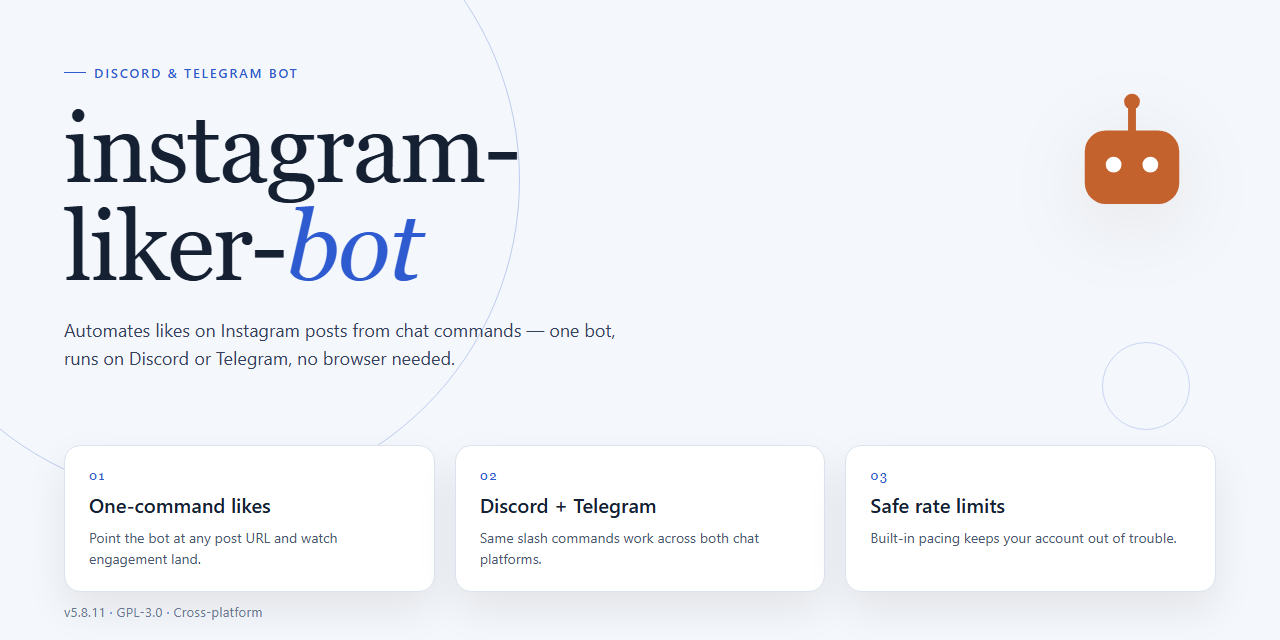 DISCORD & TELEGRAM BOT
instagram-
liker-bot
Automates likes on Instagram posts from chat commands — one bot,
runs on Discord or Telegram, no browser needed.
01
One-command likes
Point the bot at any post URL and watch
engagement land.
02
Discord + Telegram
Same slash commands work across both chat
platforms.
03
Safe rate limits
Built-in pacing keeps your account out of trouble.
v5.8.11 · GPL-3.0 · Cross-platform